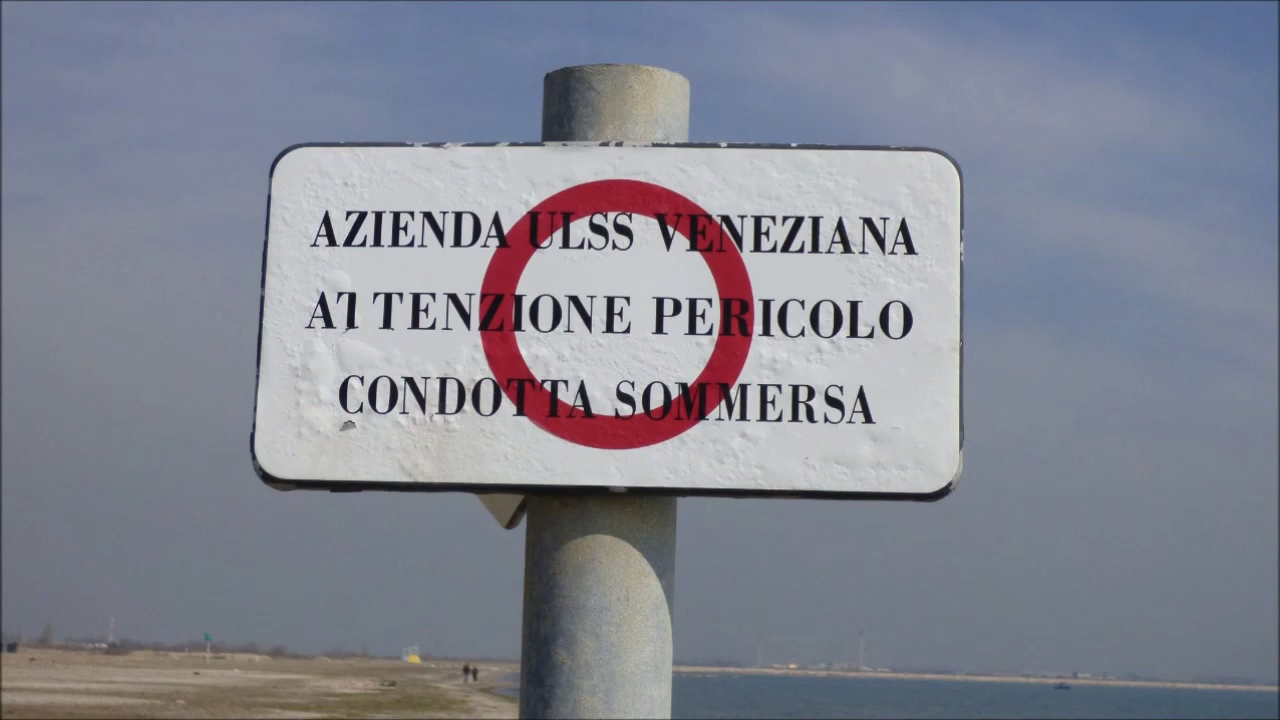 AZIENDA ULSS VENEZIANA
ATTENZIONE PERICOLO
CONDOTTA SOMMERSA